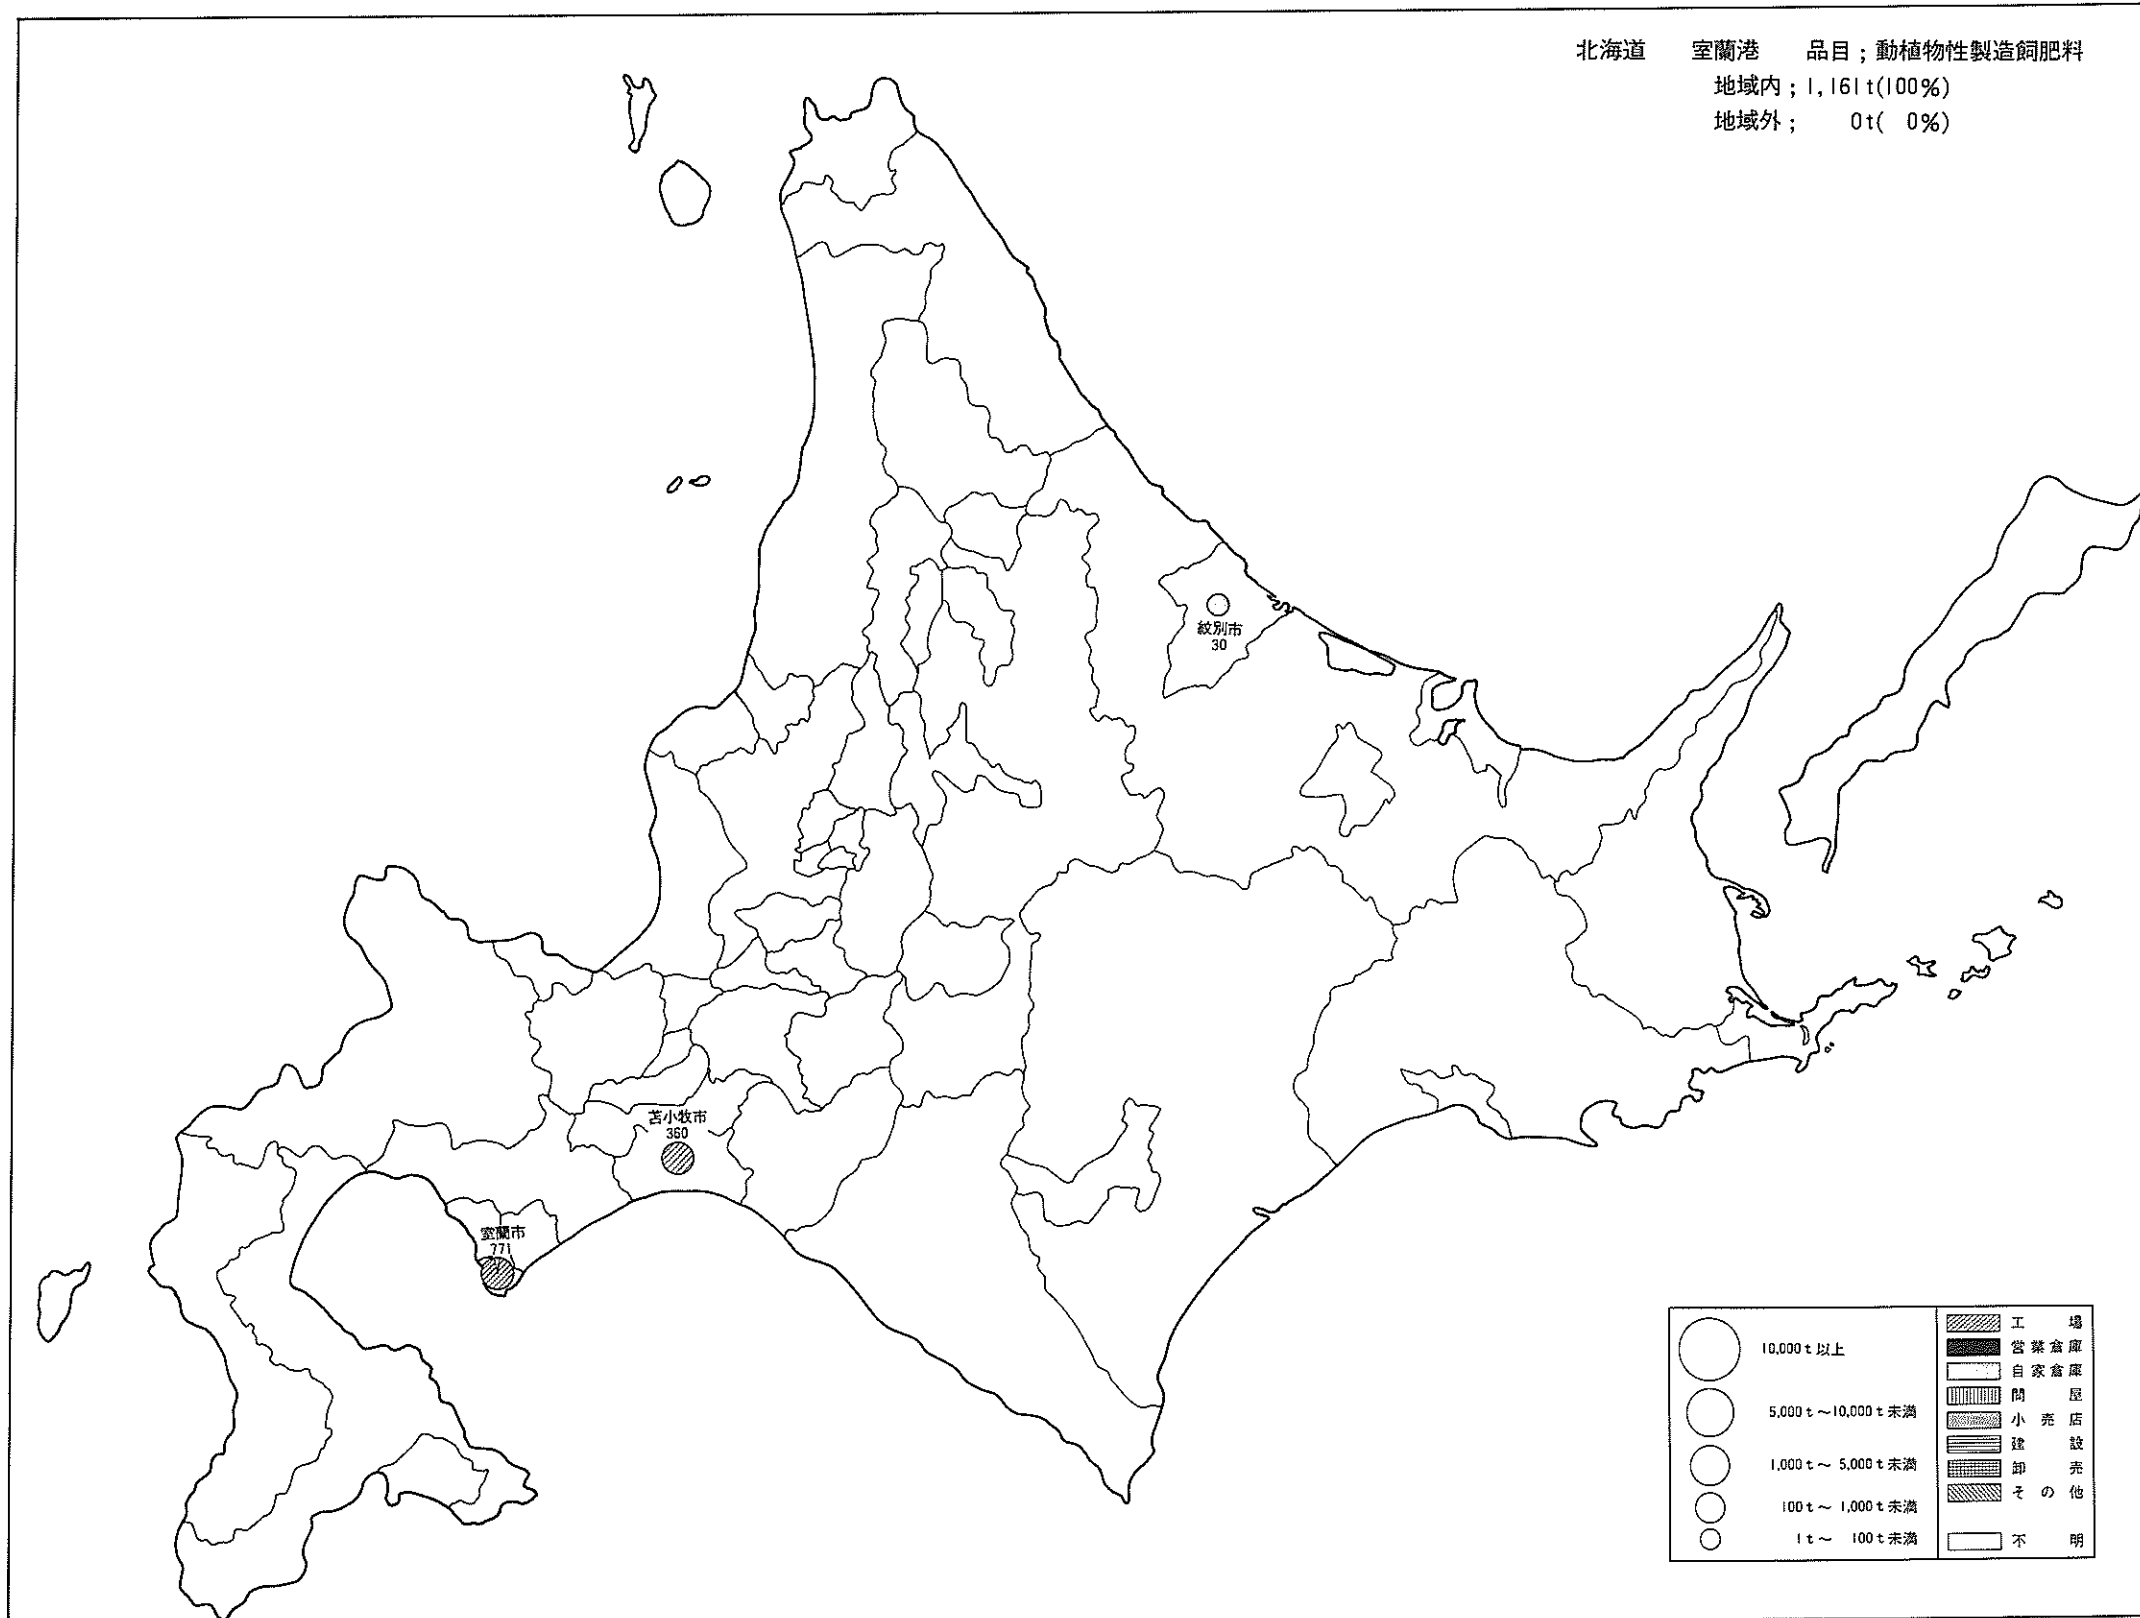 北海道 室蘭港 品目；動植物性製造飼肥料
地域内；1,161t(100%)
地域外； 0t( 0%)
紋別市
30
苫小牧市
360
室蘭市
771
10,000t以上
5,000t～10,000t未満
1,000t～ 5,000t未満
100t～ 1,000t未満
1t～ 100t未満
工場
営業倉庫
自家倉庫
問屋
小売店
建設
卸売
その他
不明